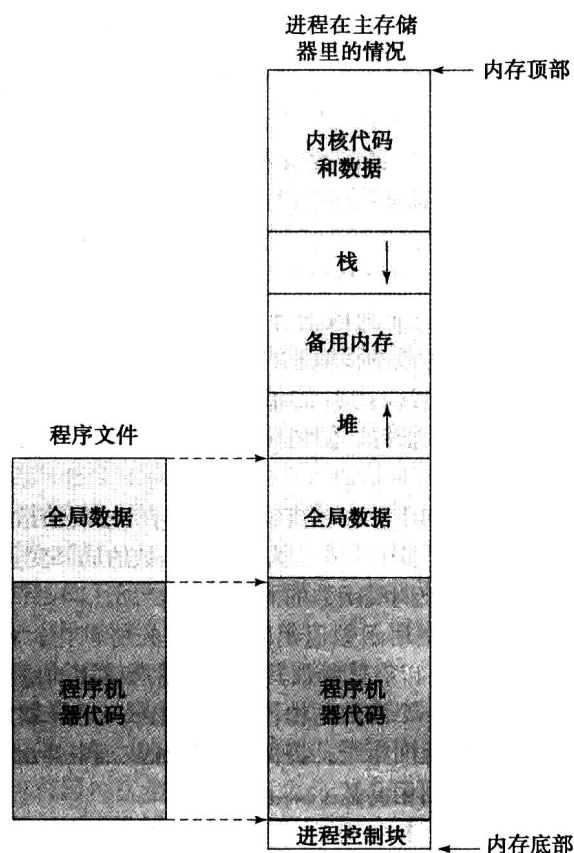 进程在主存储
器里的情况
内存顶部
内核代码
和数据
栈
备用内存
堆
程序文件
全局数据
全局数据
程序机
器代码
程序机
器代码
进程控制块
内存底部